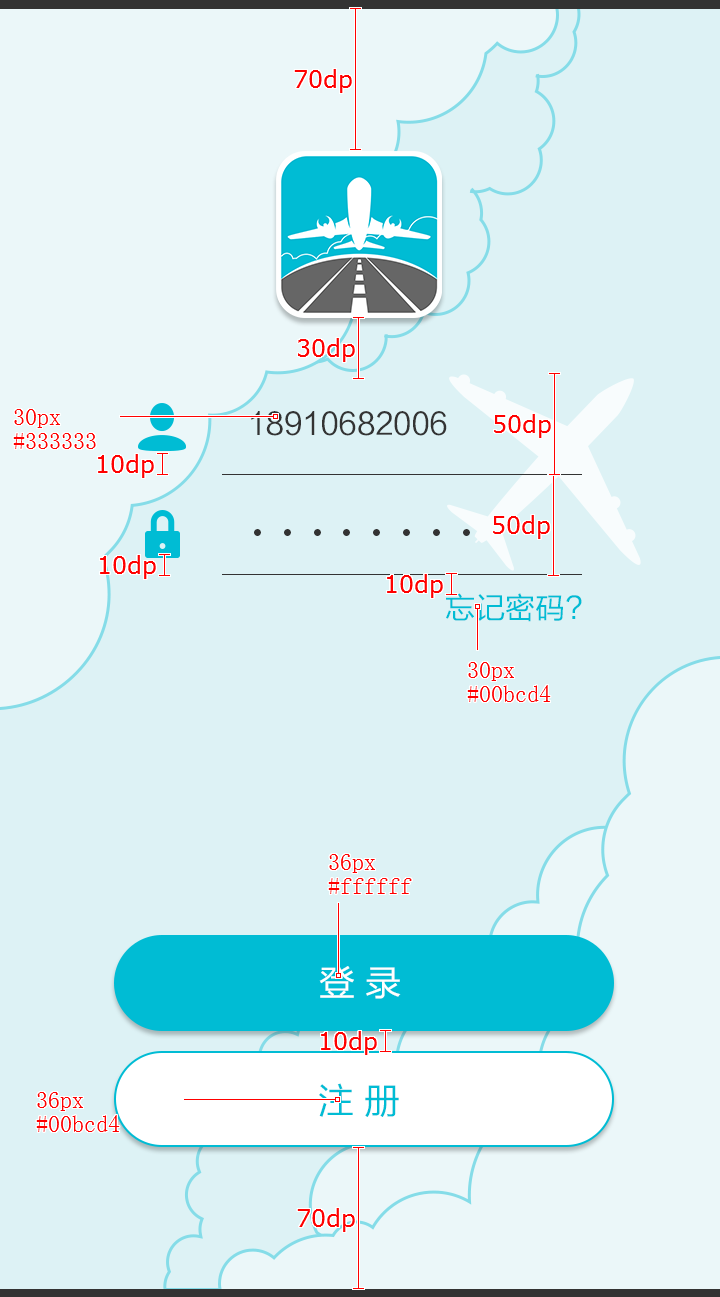 70dp
30dp
30px
#333333
18910682006
50dp
10dp
50dp
10dp
10dp
忘记密码?
30px
#00bcd4
36px
#ffffff
登 录
10dp
36px
#00bcd4
注 册
70dp